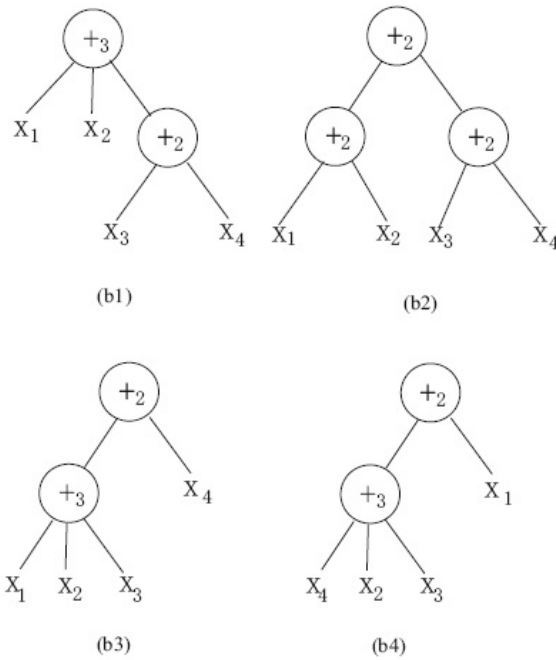 +₃ +₂
X₁ X₂ +₂ +₂ +₂
X₃ X₄ X₁ X₂ X₃ X₄
(b1) (b2)
+₂ +₂
+₃ X₄ +₃ X₁
X₁ X₂ X₃ X₄ X₂ X₃
(b3) (b4)